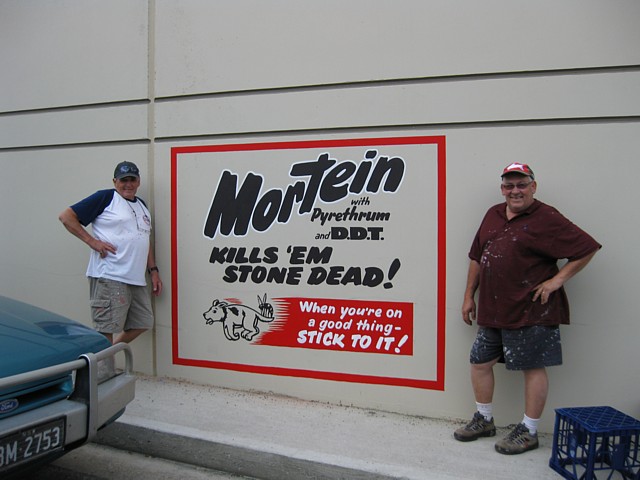 Mortein
with
Pyrethrum
and D.D.T.
KILLS 'EM
STONE DEAD!
When you're on
a good thing-
STICK TO IT!
Ford
BM 2753